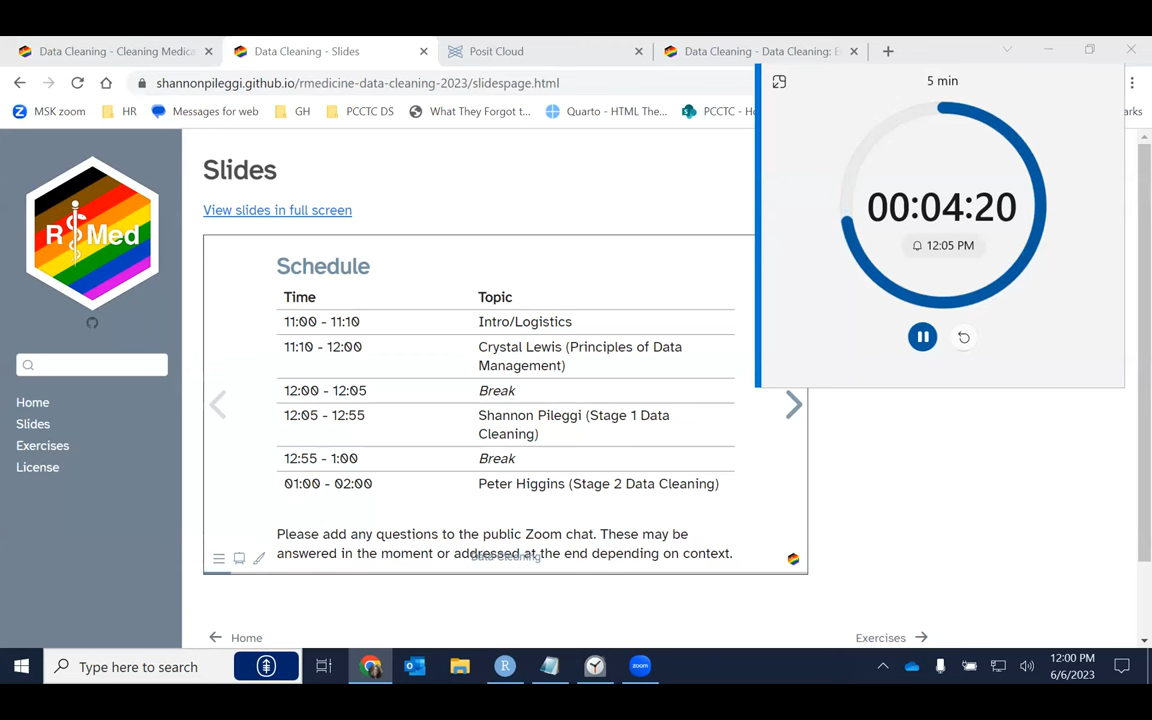 Data Cleaning - Cleaning Medica
Data Cleaning - Slides
Posit Cloud
Data Cleaning - Data Cleaning: E
shannonpileggi.github.io/rmedicine-data-cleaning-2023/slidespage.html
MSK zoom
HR
Messages for web
GH
PCCTC DS
What They Forgot t...
Quarto - HTML The...
PCCTC - H
arks
5 min
00:04:20
12:05 PM
R Med
Home
Slides
Exercises
License
Slides
View slides in full screen
Schedule
Time Topic
11:00 - 11:10 Intro/Logistics
11:10 - 12:00 Crystal Lewis (Principles of Data
Management)
12:00 - 12:05 Break
12:05 - 12:55 Shannon Pileggi (Stage 1 Data
Cleaning)
12:55 - 1:00 Break
01:00 - 02:00 Peter Higgins (Stage 2 Data Cleaning)
Please add any questions to the public Zoom chat. These may be
answered in the moment or addressed at the end depending on context.
Data Cleaning
Home
Exercises
Type here to search
R
zoom
12:00 PM
6/6/2023